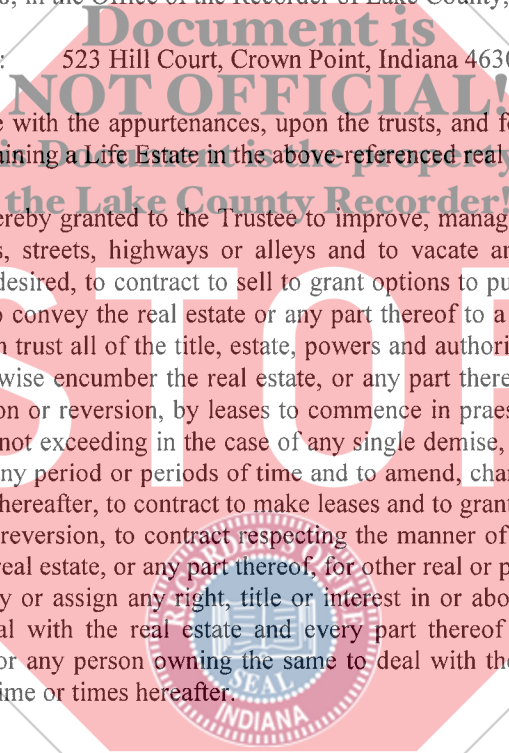 s, in the Office of the Recorder of Lake County,
Document is
: 523 Hill Court, Crown Point, Indiana 4630
NOT OFFICIAL!
e with the appurtenances, upon the trusts, and f
is Document is the property
ining a Life Estate in the above-referenced real
the Lake County Recorder!
ereby granted to the Trustee to improve, manag
s, streets, highways or alleys and to vacate an
desired, to contract to sell to grant options to pu
o convey the real estate or any part thereof to a
n trust all of the title, estate, powers and authori
wise encumber the real estate, or any part there
on or reversion, by leases to commence in praes
not exceeding in the case of any single demise,
ny period or periods of time and to amend, chan
hereafter, to contract to make leases and to grant
reversion, to contract respecting the manner of
real estate, or any part thereof, for other real or p
y or assign any right, title or interest in or abo
al with the real estate and every part thereof
or any person owning the same to deal with the
ime or times hereafter.
STOP
RECORDER'S OFFICE
SEAL
INDIANA